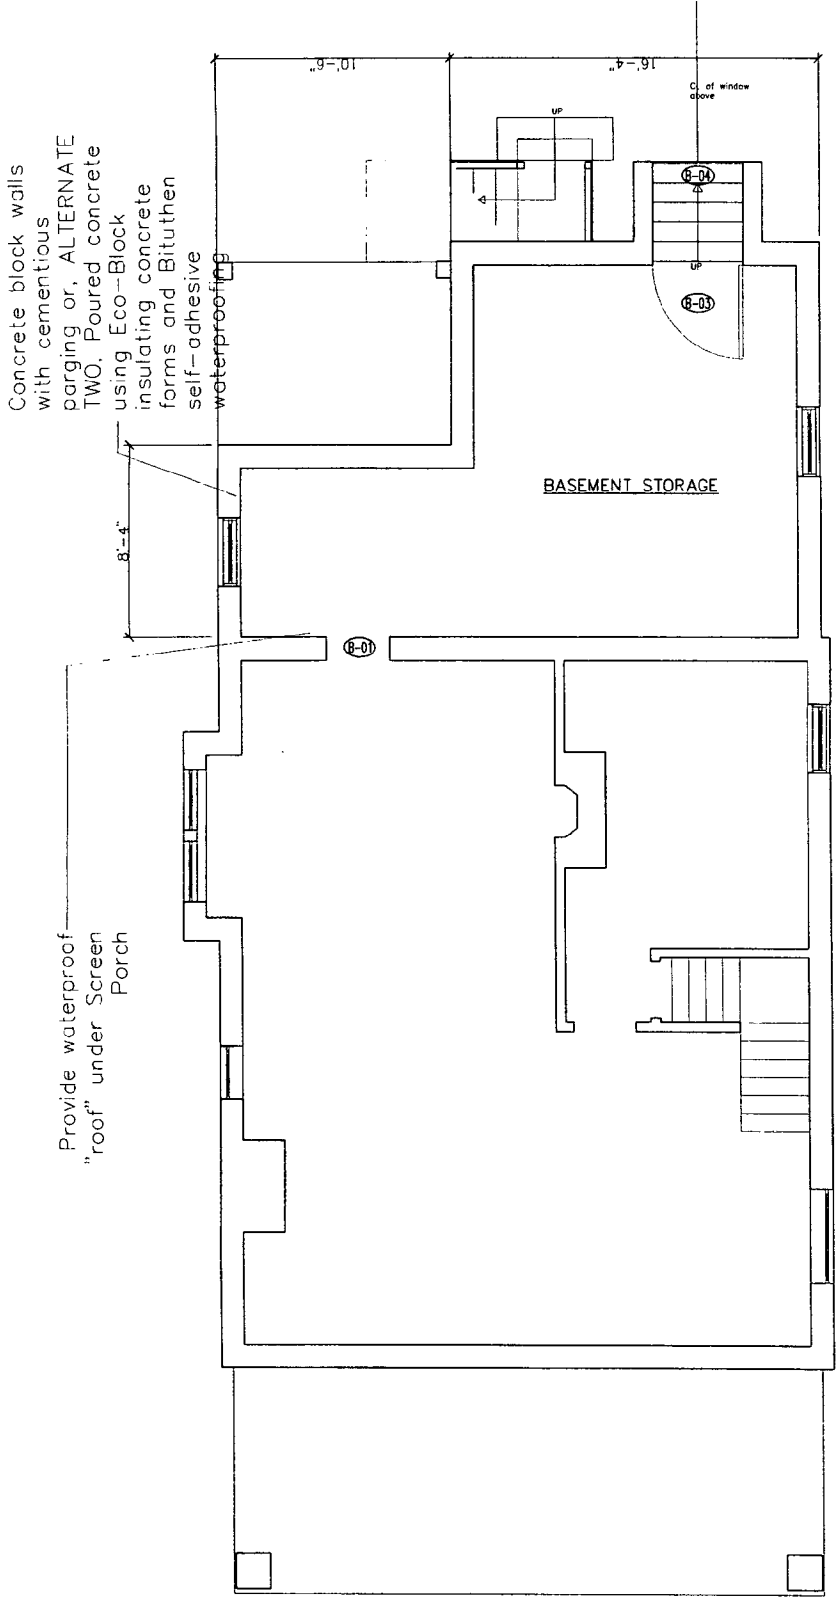 10'-6"
16'-4"
C of window
above
UP
Concrete block walls
with cementious
parging or, ALTERNATE
TWO, Poured concrete
using Eco-Block
insulating concrete
forms and Bituthen
self-adhesive
waterproofing
B-04
UP
B-03
BASEMENT STORAGE
8'-4"
B-01
Provide waterproof
"roof" under Screen
Porch